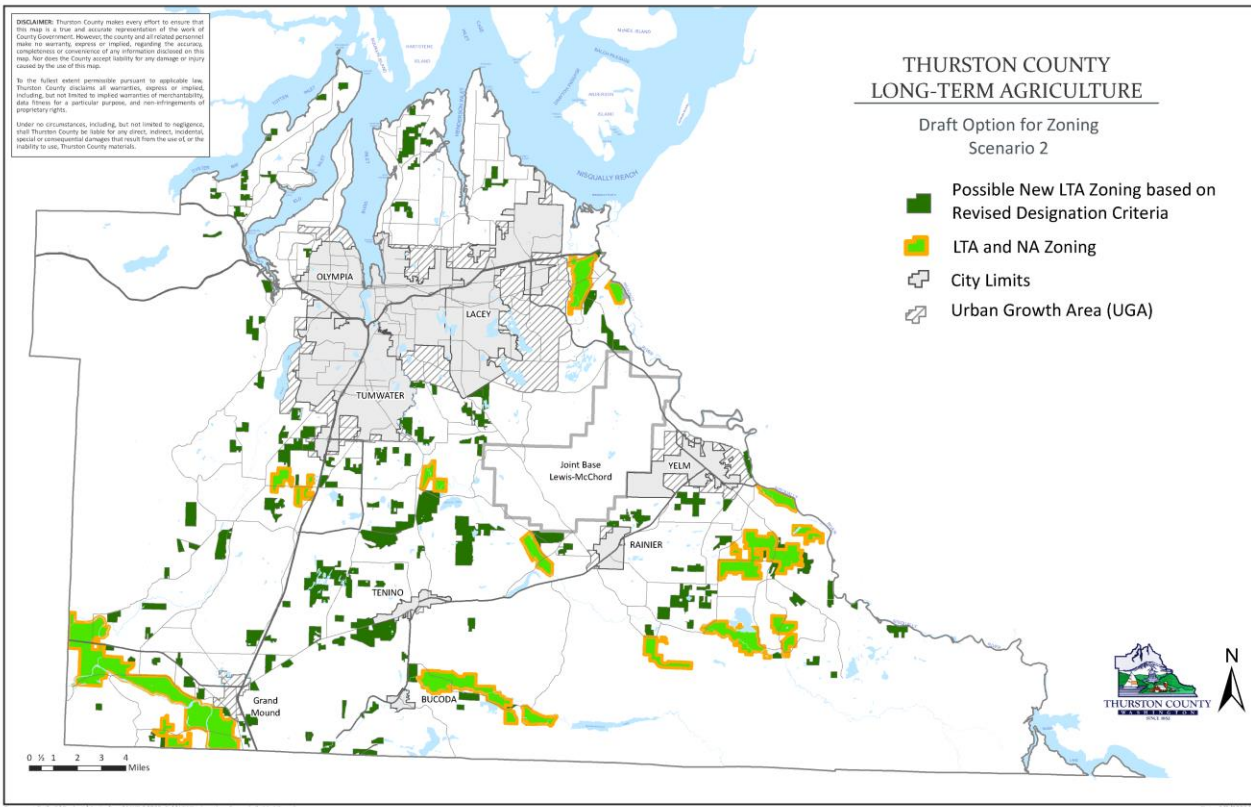 DISCLAIMER: Thurston County makes every effort to ensure that
this map is a true and accurate representation of the work of
County Government. However, the county and all related personnel
make no warranty, express or implied, regarding the accuracy,
completeness or convenience of any information disclosed on this
map. Nor does the County accept liability for any damage or injury
caused by the use of this map.
To the fullest extent permissible pursuant to applicable law,
Thurston County disclaims all warranties, express or implied,
including, but not limited to implied warranties of merchantability,
data fitness for a particular purpose, and non-infringements of
proprietary rights.
Under no circumstances, including, but not limited to negligence,
shall Thurston County be liable for any direct, indirect, incidental,
special or consequential damages that result from the use of, or the
inability to use, Thurston County materials.
THURSTON COUNTY
LONG-TERM AGRICULTURE
Draft Option for Zoning
Scenario 2
Possible New LTA Zoning based on
Revised Designation Criteria
LTA and NA Zoning
City Limits
Urban Growth Area (UGA)
HENDERSON INLET
NISQUALLY REACH
OLYMPIA
LACEY
TUMWATER
Joint Base
Lewis-McChord
YELM
RAINIER
TENINO
BUCODA
Grand
Mound
THURSTON COUNTY
WASHINGTON
N
0 ½ 1 2 3 4
Miles